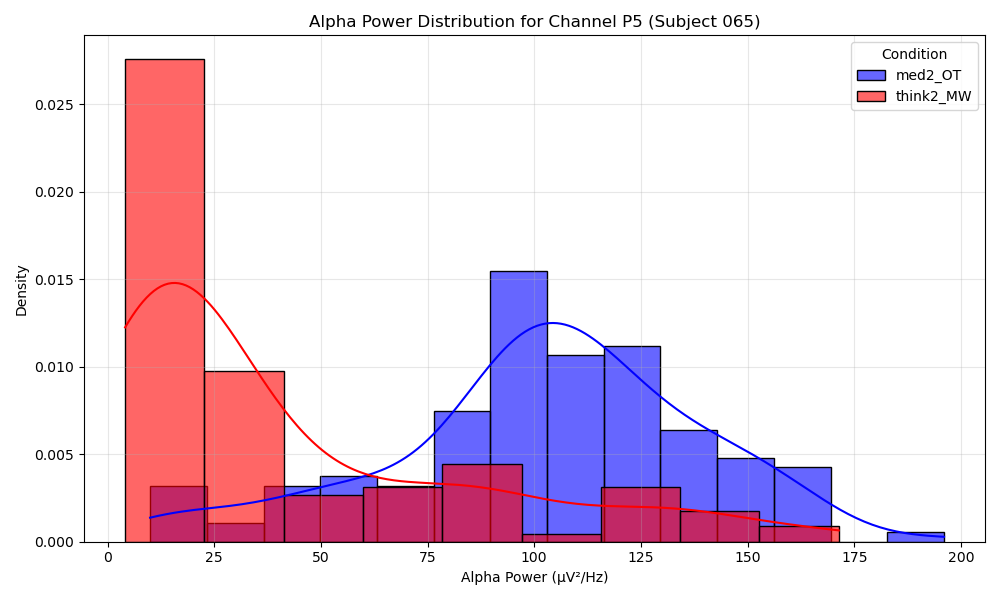 Alpha Power Distribution for Channel P5 (Subject 065)
Condition
med2_OT
think2_MW
0.025
0.020
0.015
0.010
0.005
0.000
Density
0
25
50
75
100
125
150
175
200
Alpha Power (µV²/Hz)